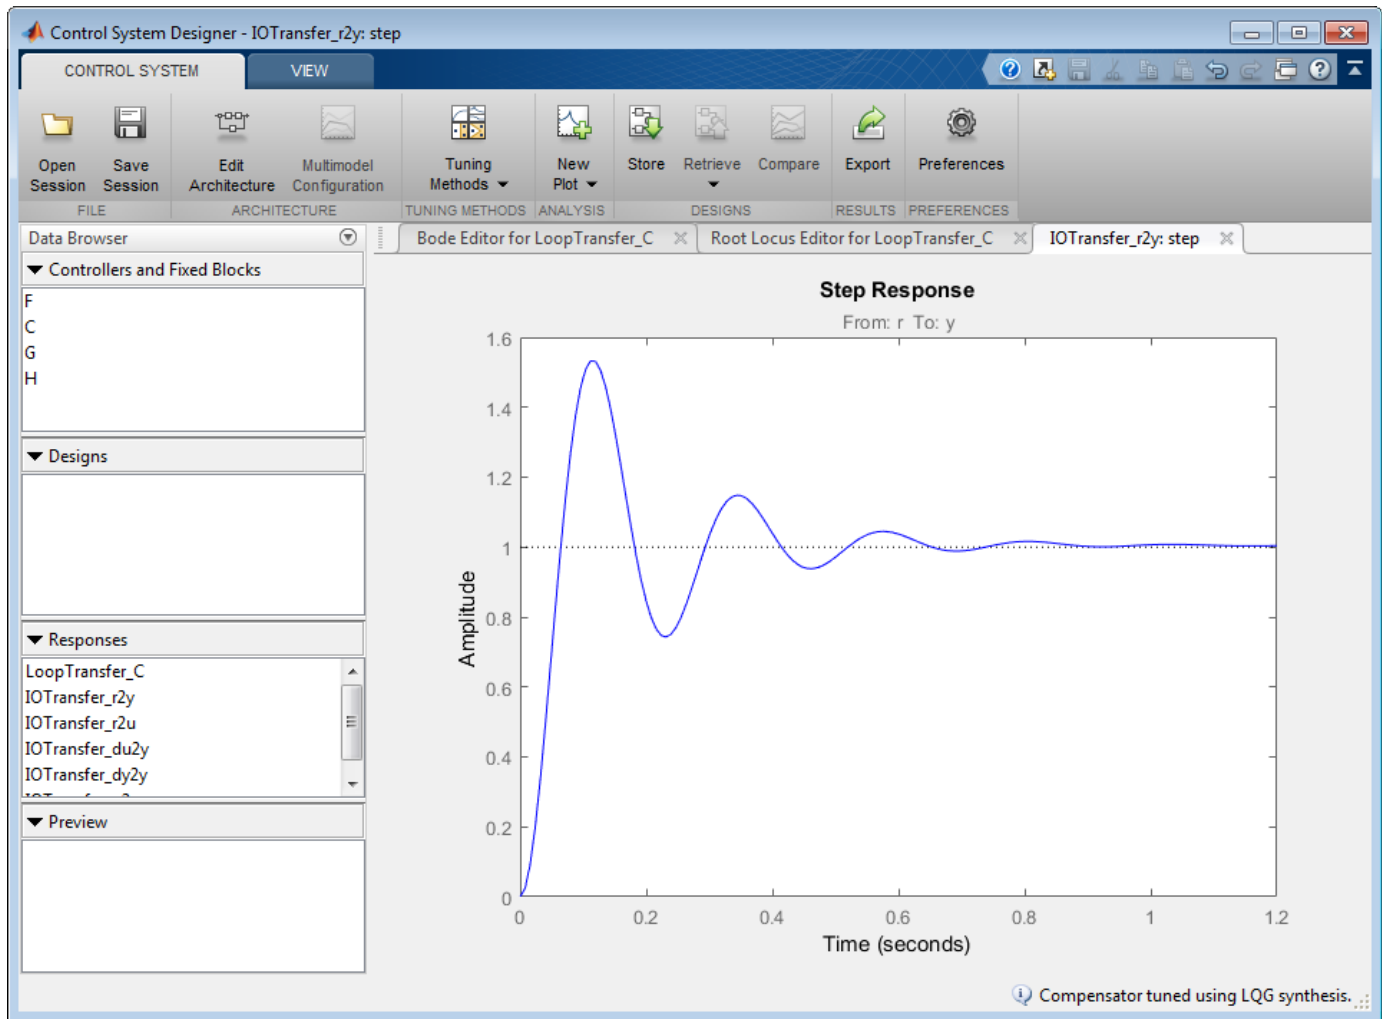 Control System Designer - IOTransfer_r2y: step
CONTROL SYSTEM
VIEW
Open Session
Save Session
Edit Architecture
Multimodel Configuration
Tuning Methods
New Plot
Store
Retrieve
Compare
Export
Preferences
FILE
ARCHITECTURE
TUNING METHODS
ANALYSIS
DESIGNS
RESULTS
PREFERENCES
Data Browser
Bode Editor for LoopTransfer_C
Root Locus Editor for LoopTransfer_C
IOTransfer_r2y: step
Controllers and Fixed Blocks
F
C
G
H
Designs
Responses
LoopTransfer_C
IOTransfer_r2y
IOTransfer_r2u
IOTransfer_du2y
IOTransfer_dy2y
Preview
Step Response
From: r To: y
Amplitude
1.6
1.4
1.2
1
0.8
0.6
0.4
0.2
0
0
0.2
0.4
0.6
0.8
1
1.2
Time (seconds)
Compensator tuned using LQG synthesis.